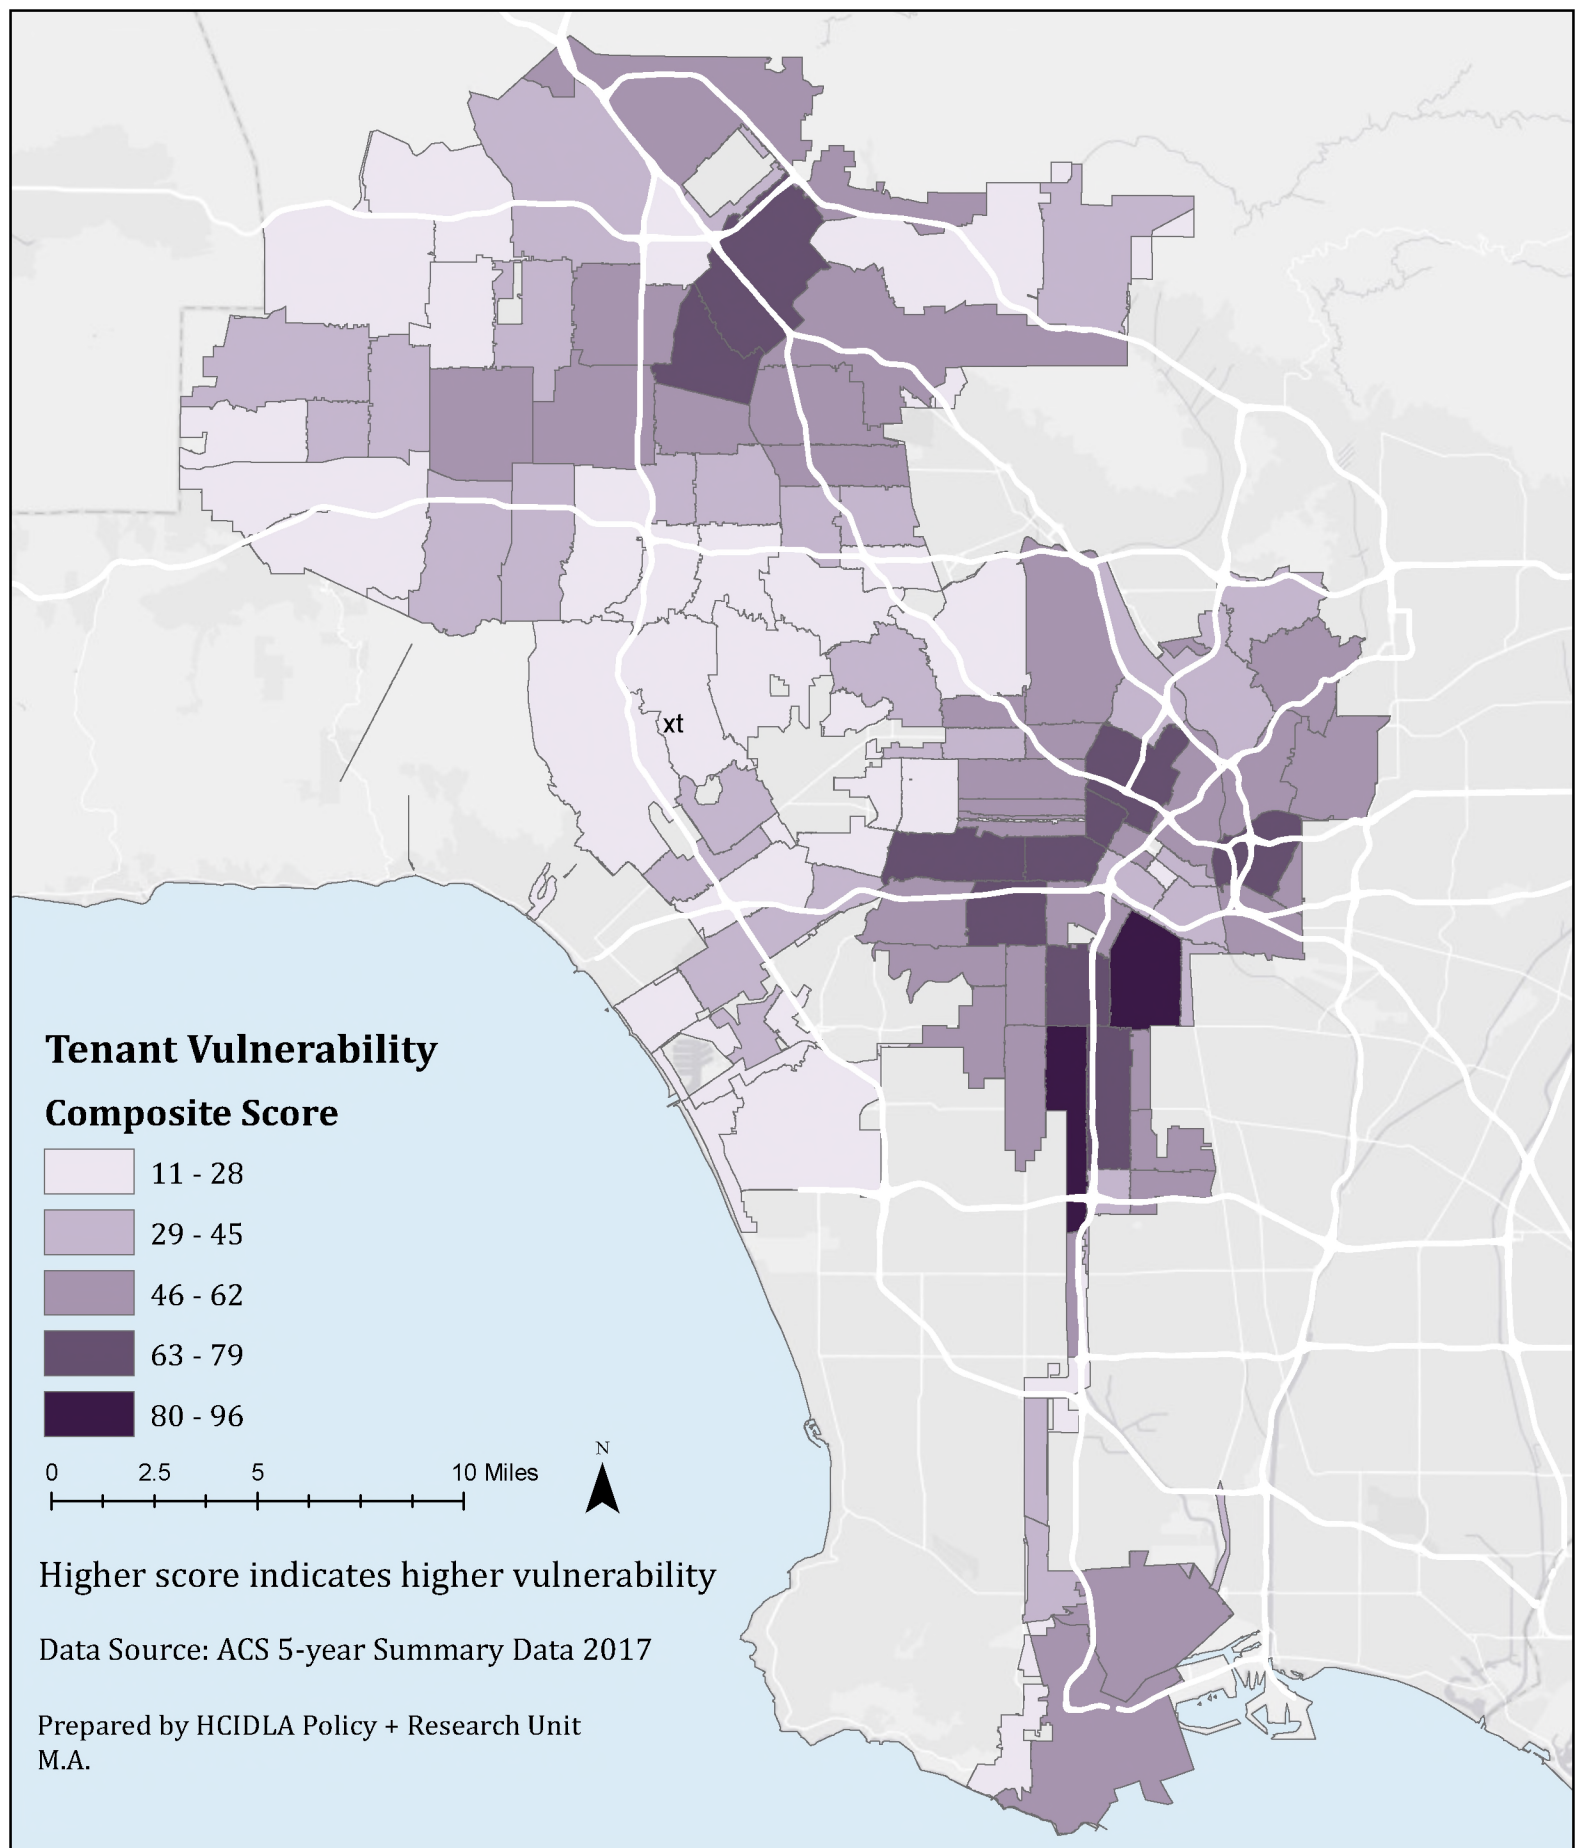 xt
Tenant Vulnerability
Composite Score
11 - 28
29 - 45
46 - 62
63 - 79
80 - 96
0 2.5 5 10 Miles
N
Higher score indicates higher vulnerability
Data Source: ACS 5-year Summary Data 2017
Prepared by HCIDLA Policy + Research Unit
M.A.